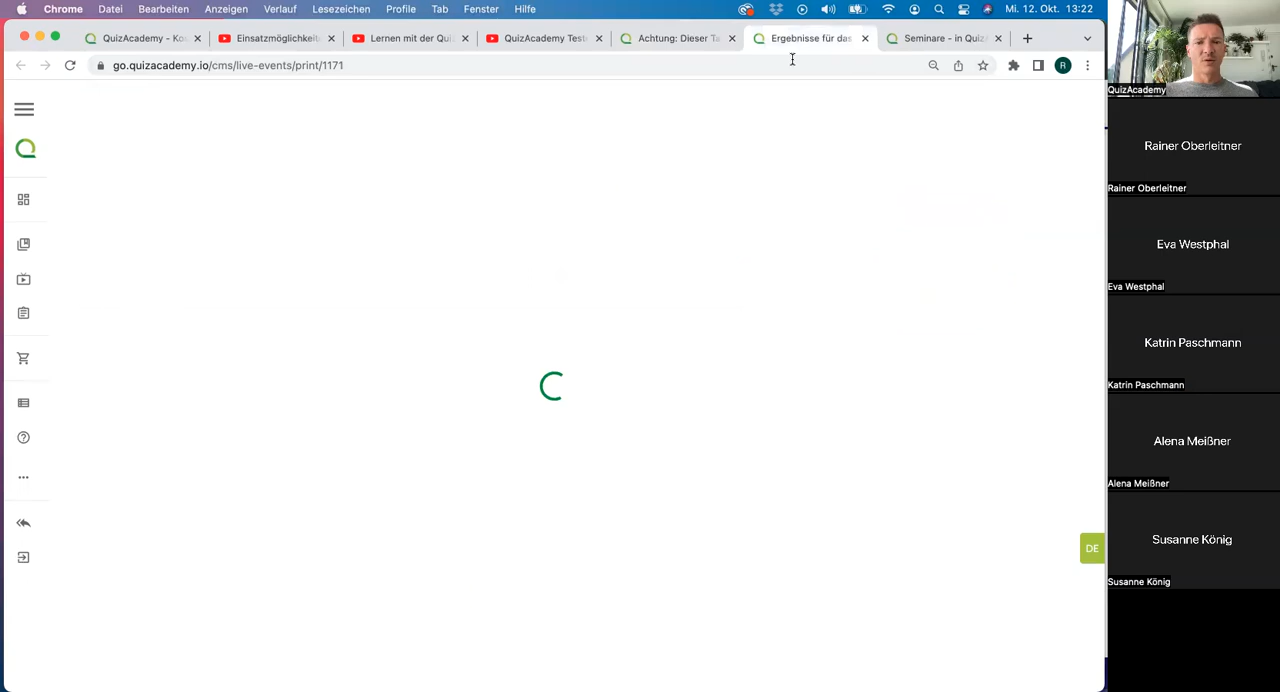 Chrome Datei Bearbeiten Anzeigen Verlauf Lesezeichen Profile Tab Fenster Hilfe Mi. 12. Okt. 13:22
QuizAcademy - Ko
Einsatzmöglichkeite
Lernen mit der Qui
QuizAcademy Test
Achtung: Dieser Ta
Ergebnisse für das
Seminare - in Quiz
go.quizacademy.io/cms/live-events/print/1171
R
DE
QuizAcademy
Rainer Oberleitner
Rainer Oberleitner
Eva Westphal
Eva Westphal
Katrin Paschmann
Katrin Paschmann
Alena Meißner
Alena Meißner
Susanne König
Susanne König